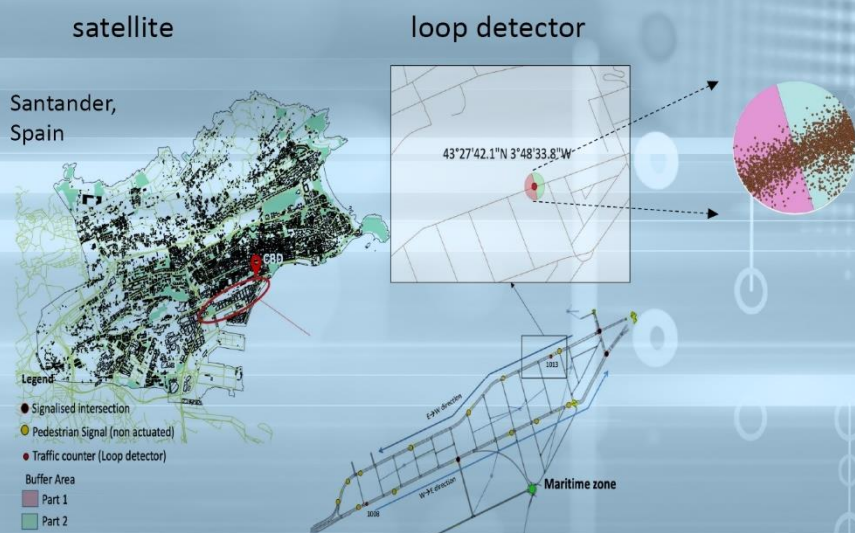 satellite
loop detector
Santander,
Spain
43°27'42.1"N 3°48'33.8"W
CBD
Legend
Signalised intersection
Pedestrian Signal (non actuated)
Traffic counter (Loop detector)
Buffer Area
Part 1
Part 2
1013
E→W direction
W→E direction
1008
Maritime zone